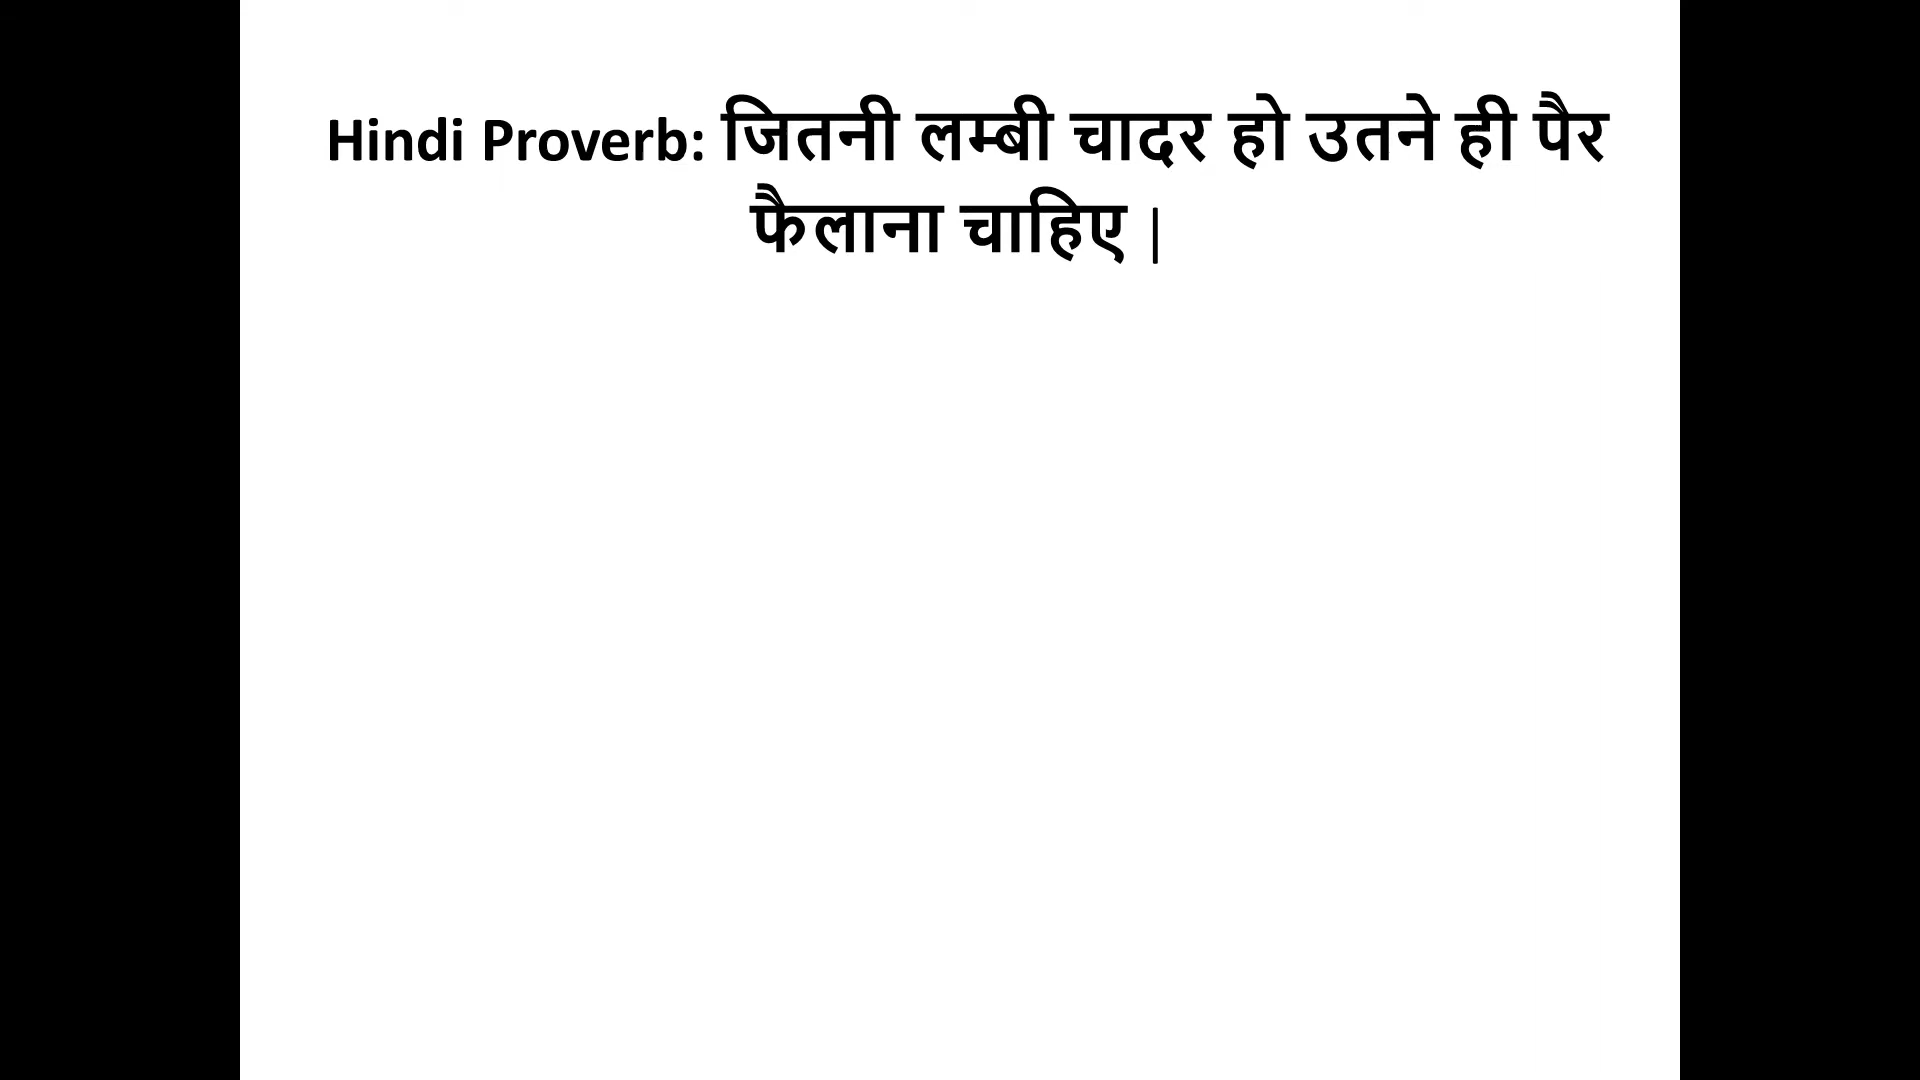 Hindi Proverb: जितनी लम्बी चादर हो उतने ही पैर
फैलाना चाहिए |